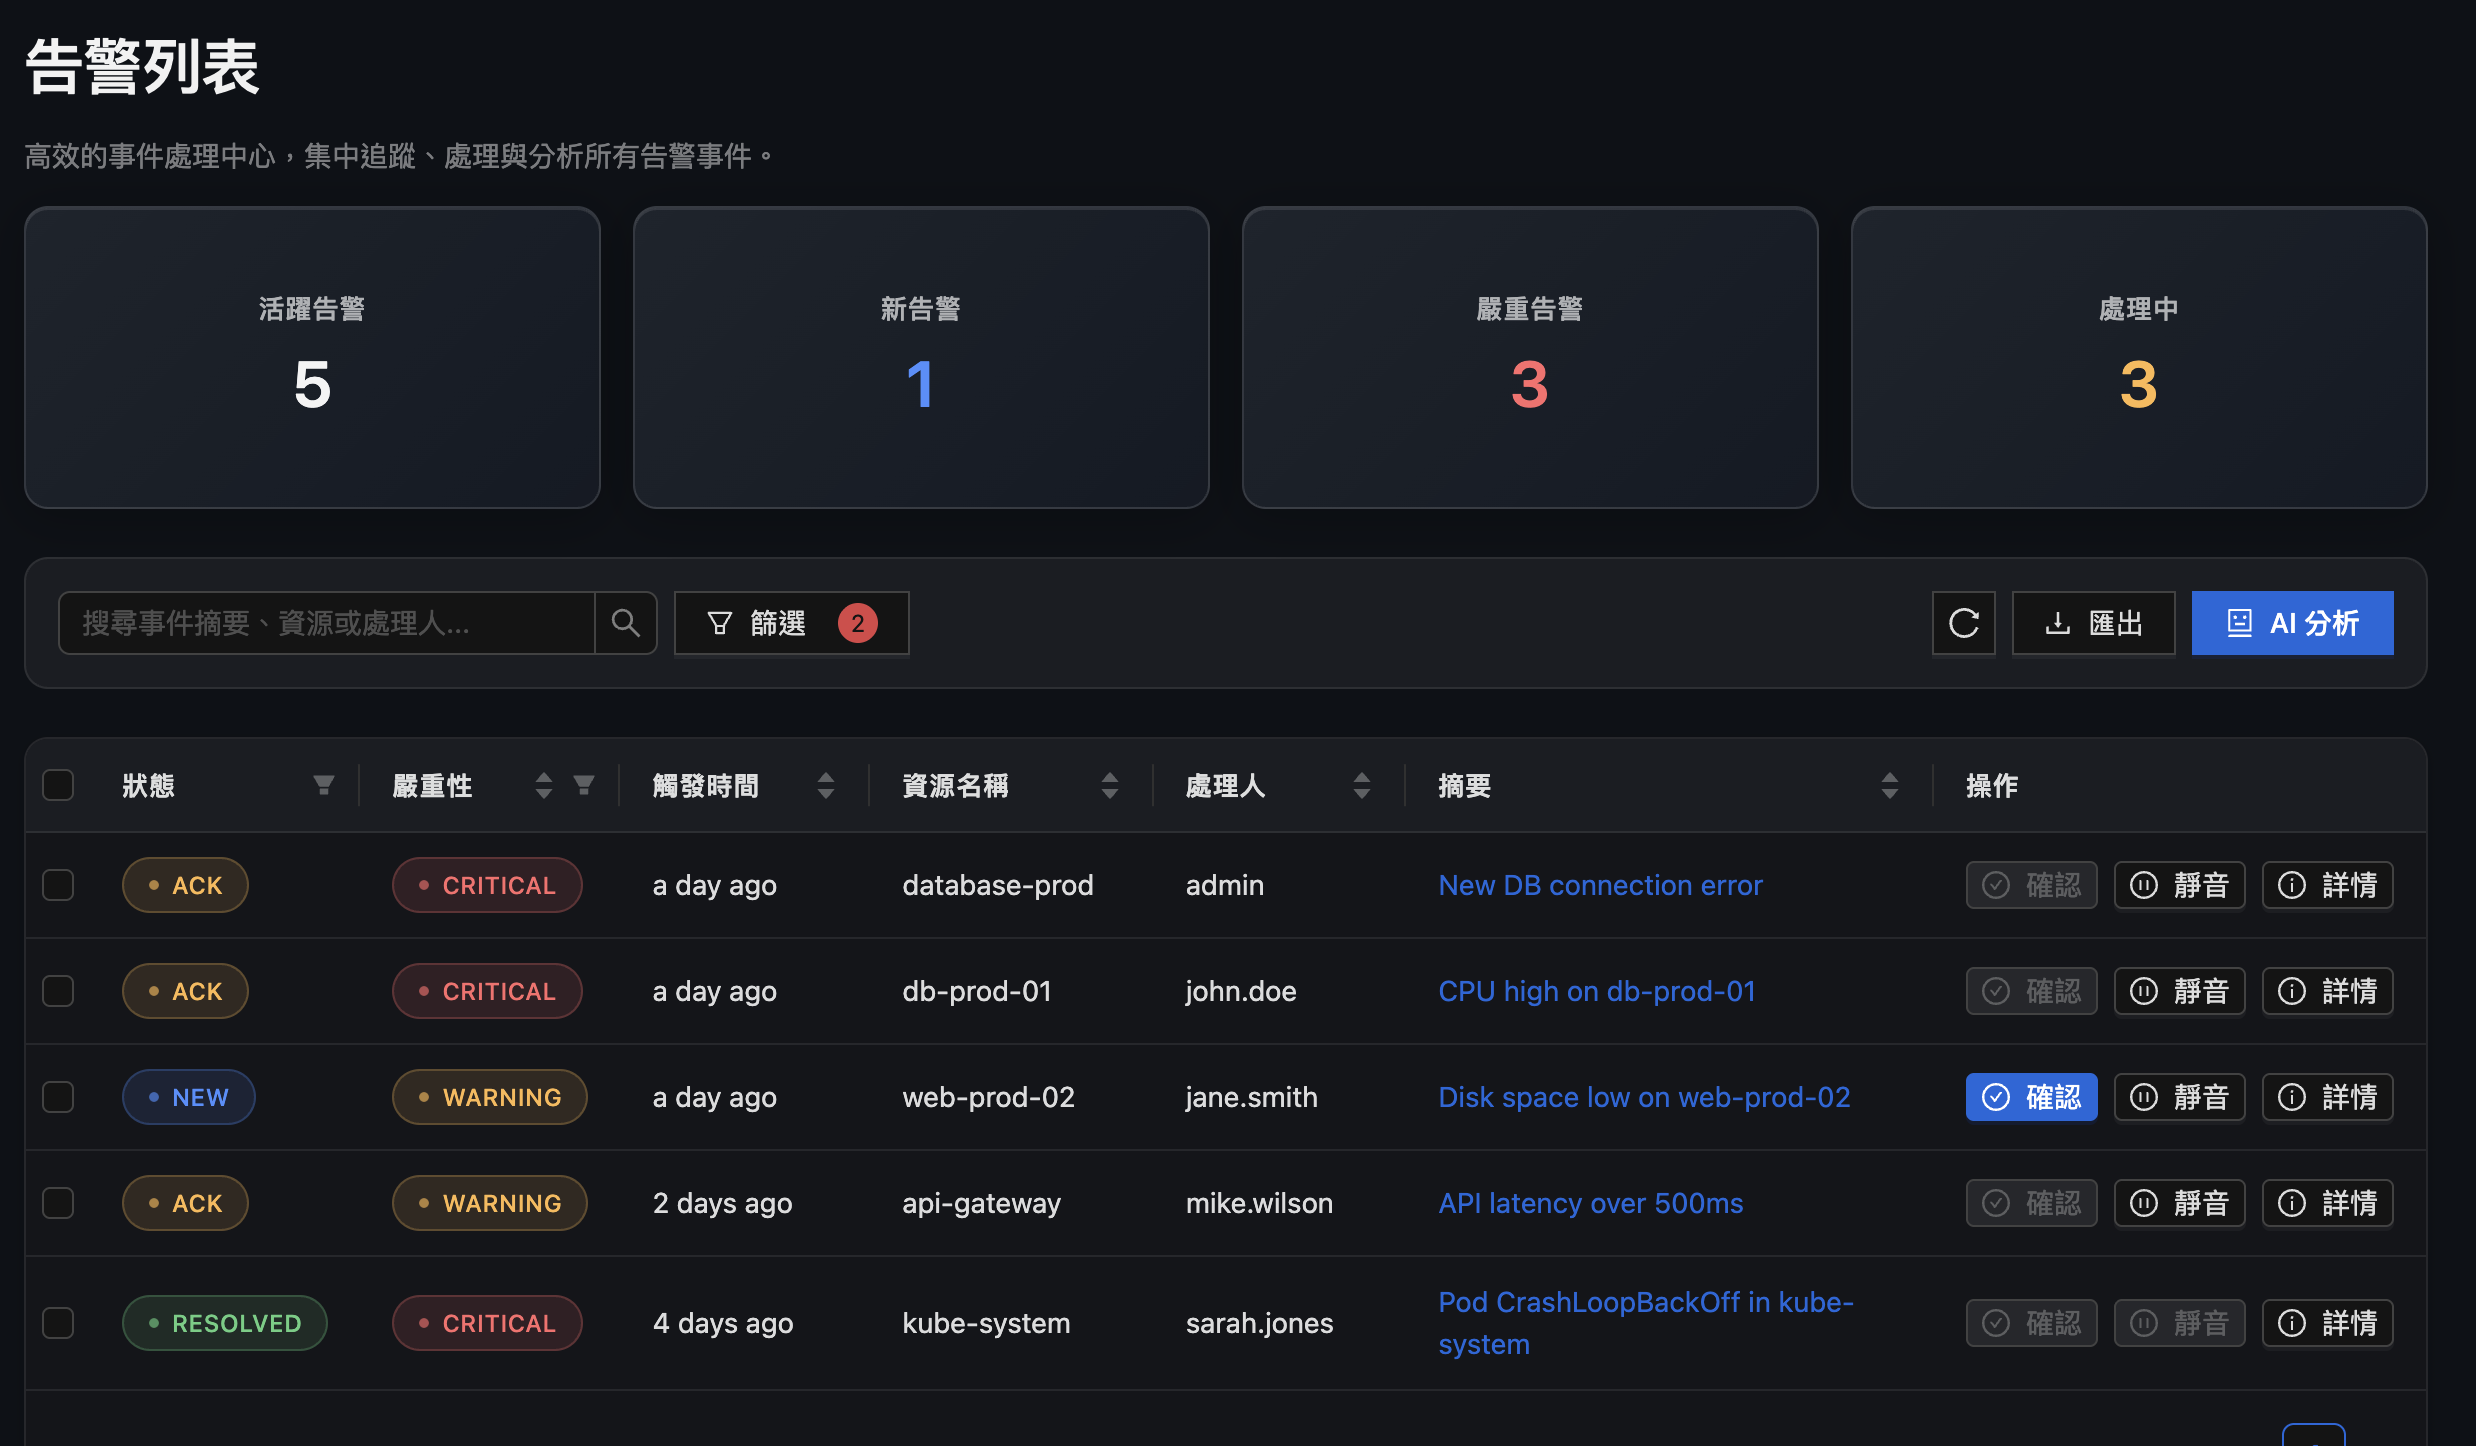 告警列表
高效的事件處理中心，集中追蹤、處理與分析所有告警事件。
活躍告警
5
新告警
1
嚴重告警
3
處理中
3
搜尋事件摘要、資源或處理人...
篩選 2
匯出
AI 分析
狀態 嚴重性 觸發時間 資源名稱 處理人 摘要 操作
ACK CRITICAL a day ago database-prod admin New DB connection error 確認 靜音 詳情
ACK CRITICAL a day ago db-prod-01 john.doe CPU high on db-prod-01 確認 靜音 詳情
NEW WARNING a day ago web-prod-02 jane.smith Disk space low on web-prod-02 確認 靜音 詳情
ACK WARNING 2 days ago api-gateway mike.wilson API latency over 500ms 確認 靜音 詳情
RESOLVED CRITICAL 4 days ago kube-system sarah.jones Pod CrashLoopBackOff in kube-
system 確認 靜音 詳情